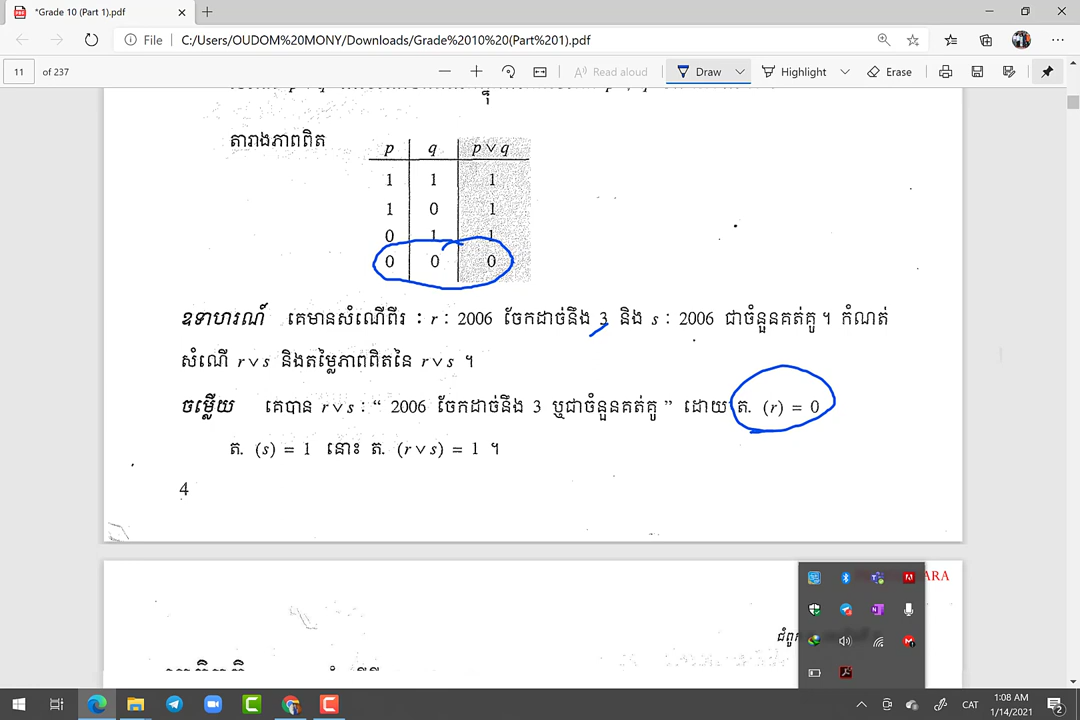 *Grade 10 (Part 1).pdf
File C:/Users/OUDOM%20MONY/Downloads/Grade%2010%20(Part%201).pdf
11 of 237 Read aloud Draw Highlight Erase
តារាងភាពពិត
p q p ∨ q
1 1 1
1 0 1
0 1 1
0 0 0
ឧទាហរណ៍ គេមានសំណើពីរ : r : 2006 ចែកដាច់នឹង 3 និង s : 2006 ជាចំនួនគត់គូ ។ កំណត់
សំណើ r ∨ s និងតម្លៃភាពពិតនៃ r ∨ s ។
ចម្លើយ គេបាន r ∨ s : “ 2006 ចែកដាច់នឹង 3 ឬជាចំនួនគត់គូ ” ដោយ ត. (r) = 0
ត. (s) = 1 នោះ ត. (r ∨ s) = 1 ។
4
ARA
CAT
1:08 AM
1/14/2021
2